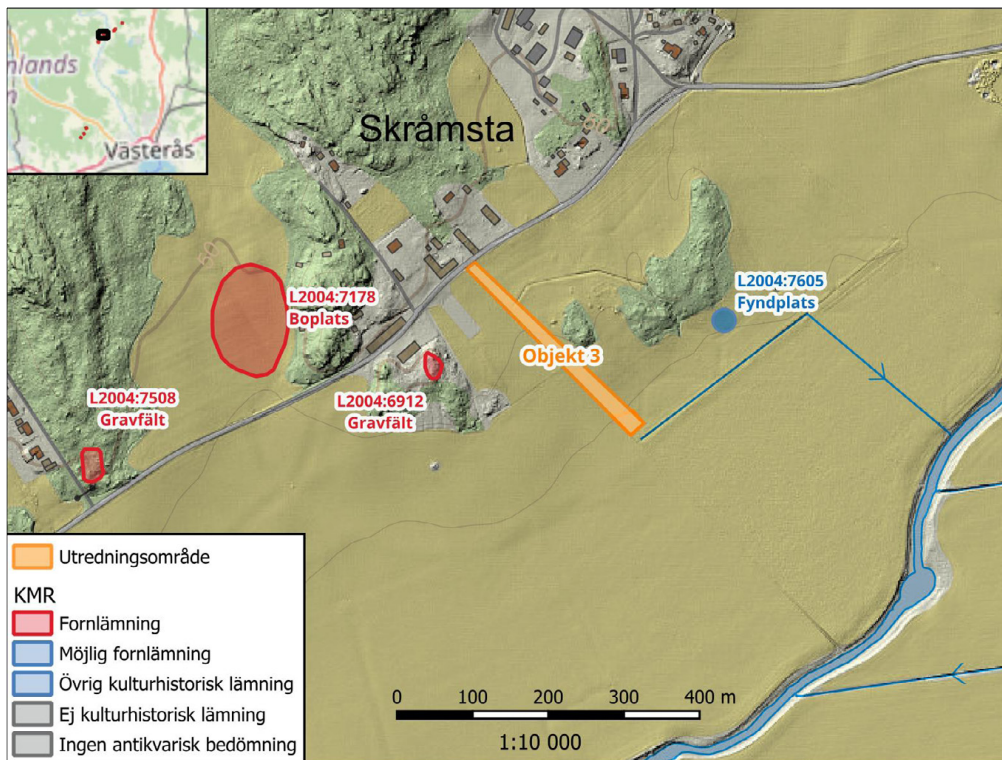 nlands
n
Västerås
Skråmsta
60
L2004:7178
Boplats
L2004:7605
Fyndplats
Objekt 3
L2004:7508
Gravfält
L2004:6912
Gravfält
Utredningsområde
KMR
Fornlämning
Möjlig fornlämning
Övrig kulturhistorisk lämning
Ej kulturhistorisk lämning
Ingen antikvarisk bedömning
0 100 200 300 400 m
1:10 000